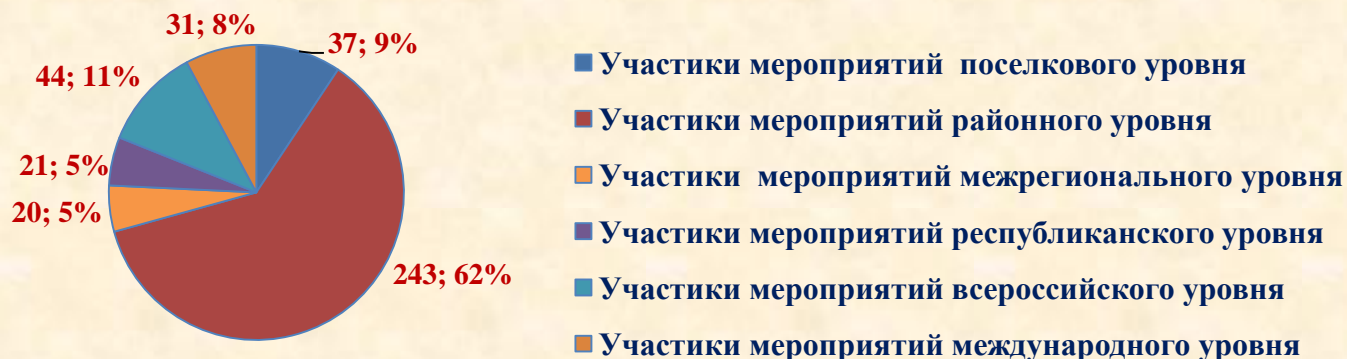 31; 8%
37; 9%
44; 11%
21; 5%
20; 5%
243; 62%
Участики мероприятий поселкового уровня
Участики мероприятий районного уровня
Участики мероприятий межрегионального уровня
Участики мероприятий республиканского уровня
Участики мероприятий всероссийского уровня
Участики мероприятий международного уровня